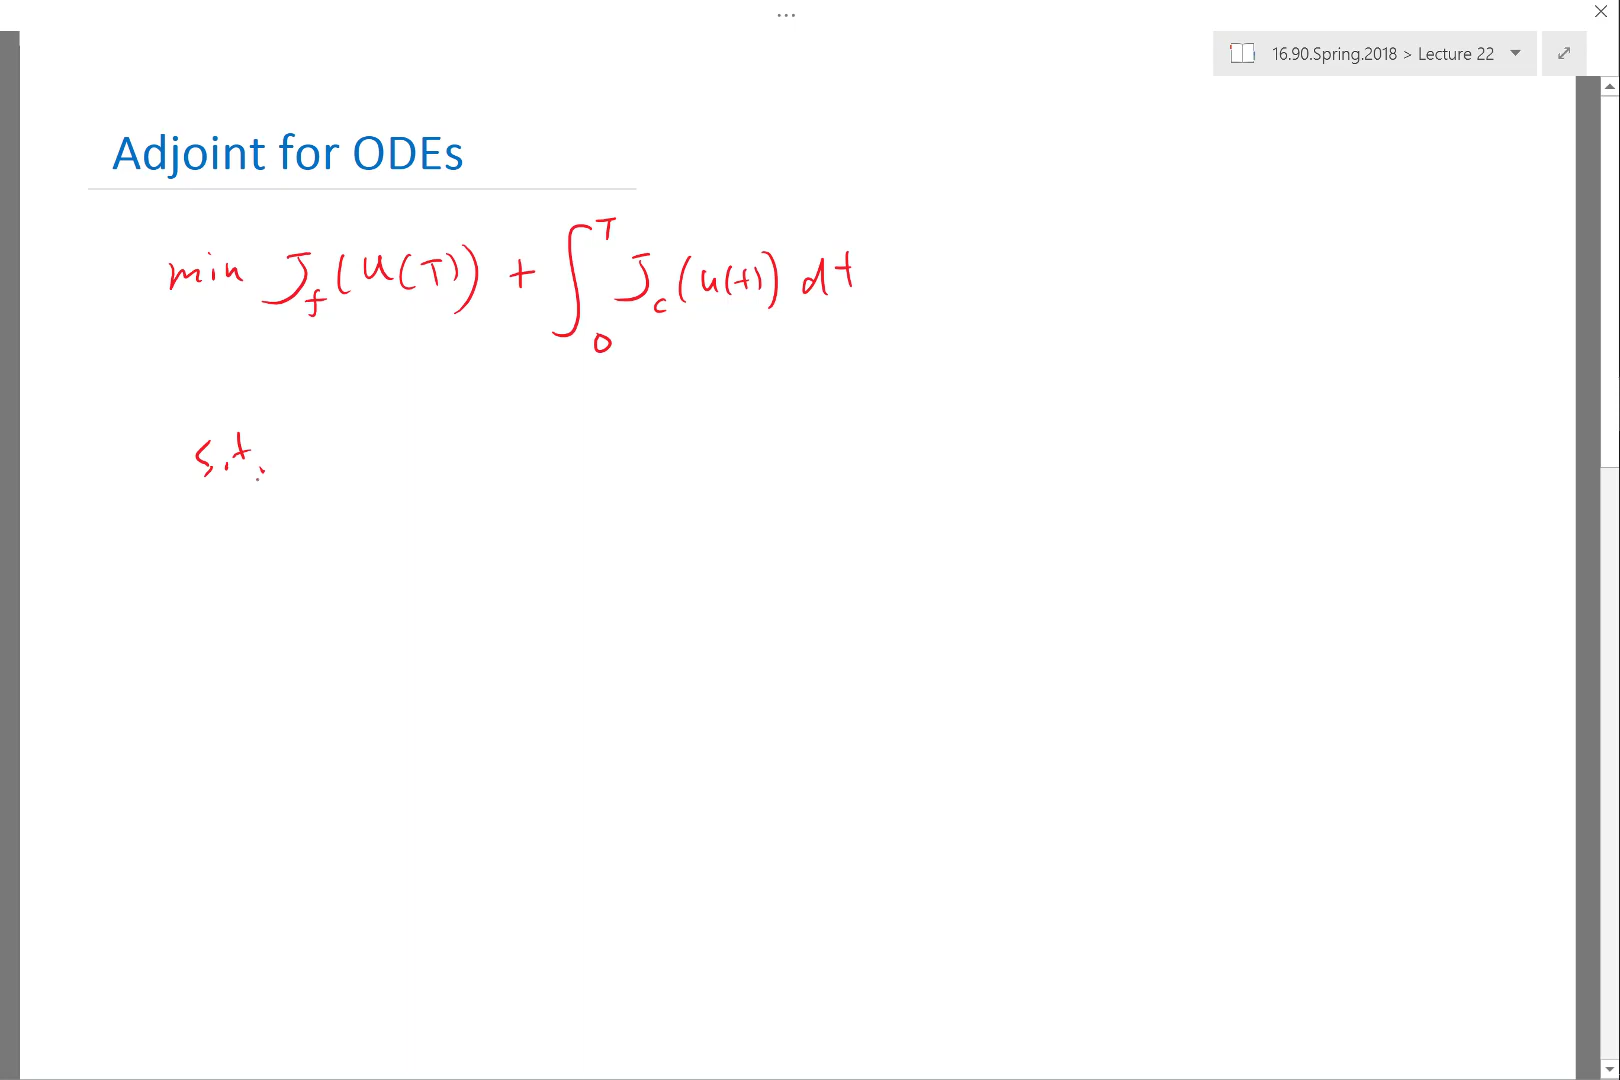 ...
16.90.Spring.2018 > Lecture 22
Adjoint for ODEs
min J_f(u(T)) + ∫_0^T J_c(u(t)) dt
s.t.